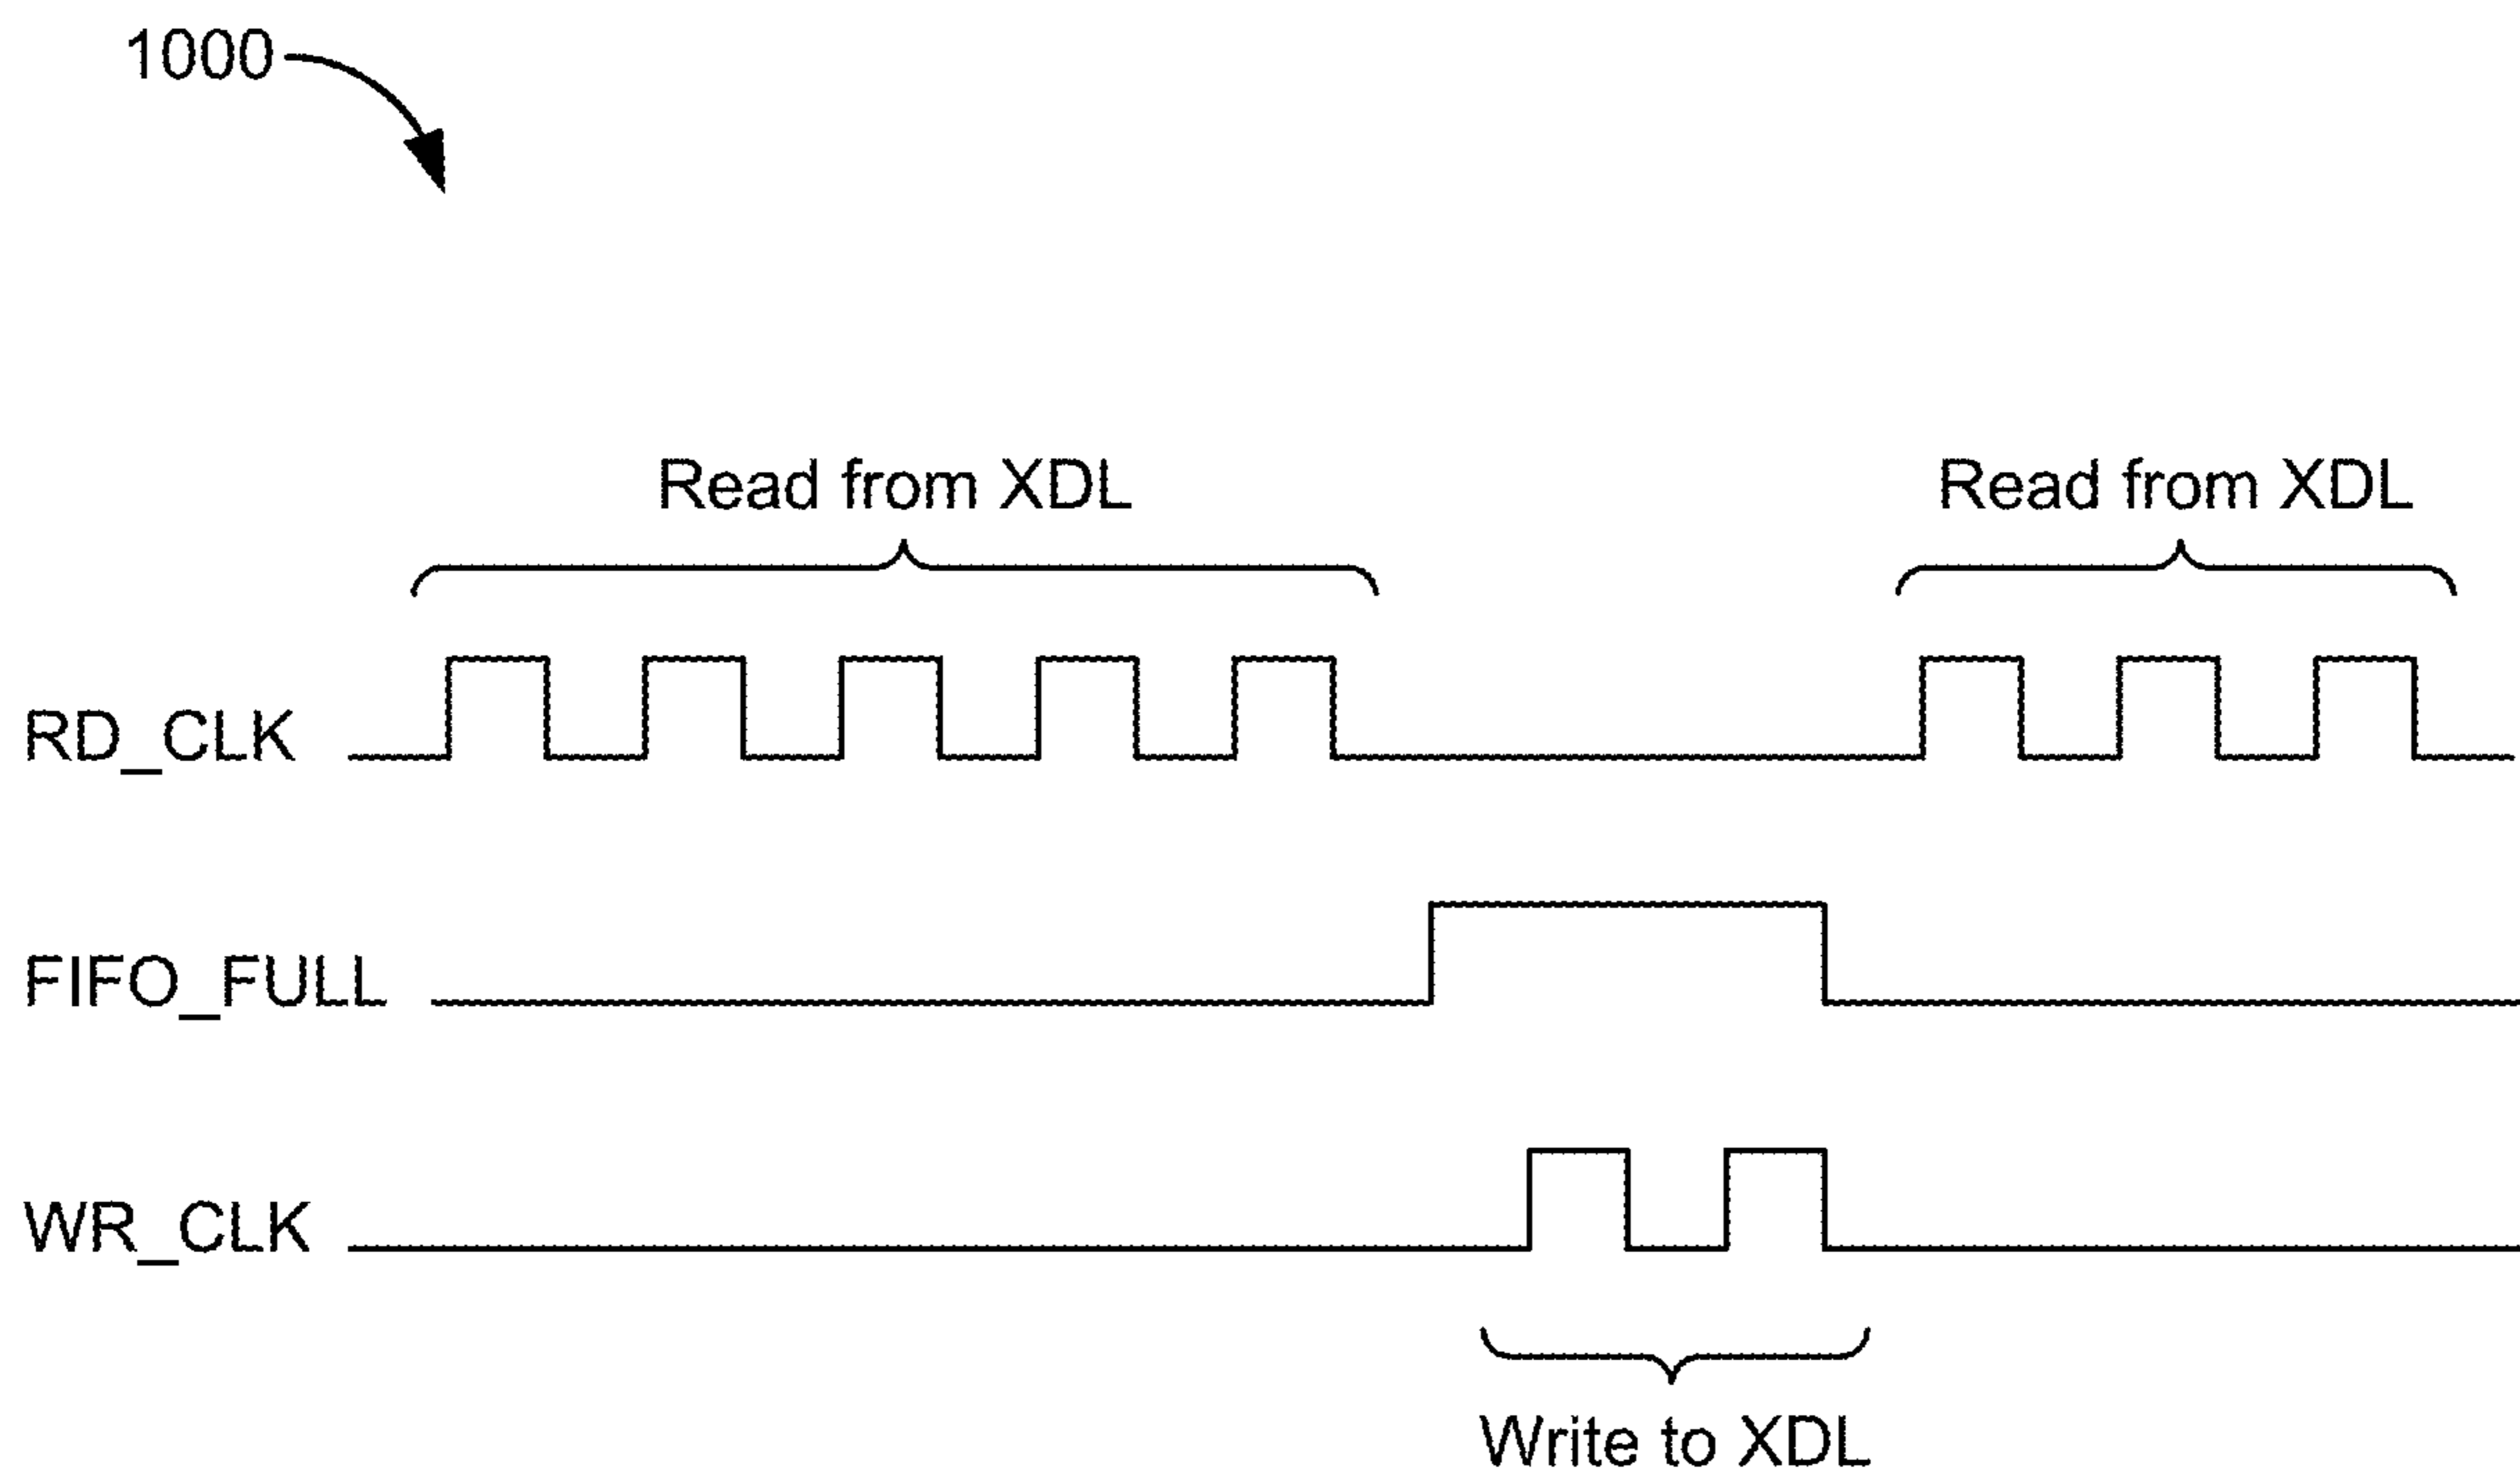 1000
Read from XDL
Read from XDL
RD_CLK
FIFO_FULL
WR_CLK
Write to XDL